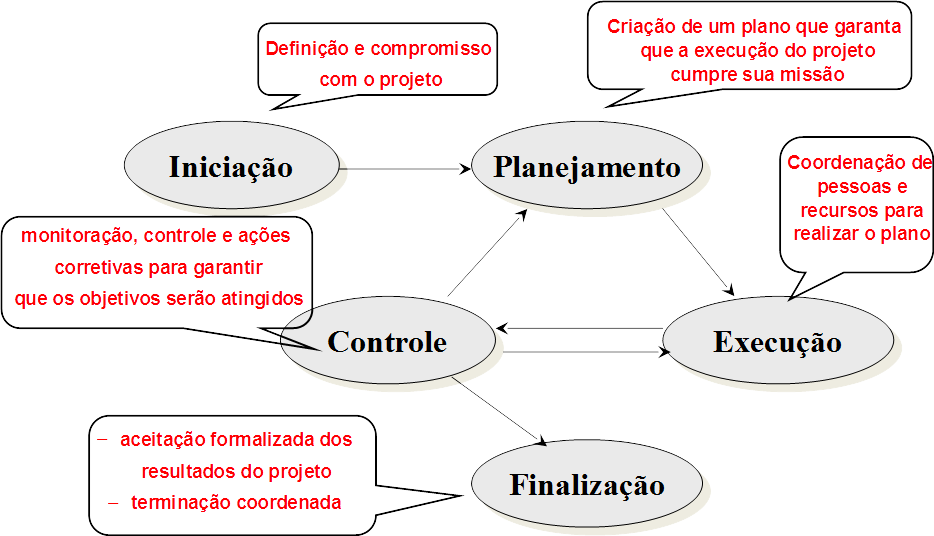 Definição e compromisso
com o projeto
Criação de um plano que garanta
que a execução do projeto
cumpre sua missão
Iniciação
Planejamento
Coordenação de
pessoas e
recursos para
realizar o plano
monitoração, controle e ações
corretivas para garantir
que os objetivos serão atingidos
Controle
Execução
– aceitação formalizada dos
resultados do projeto
– terminação coordenada
Finalização